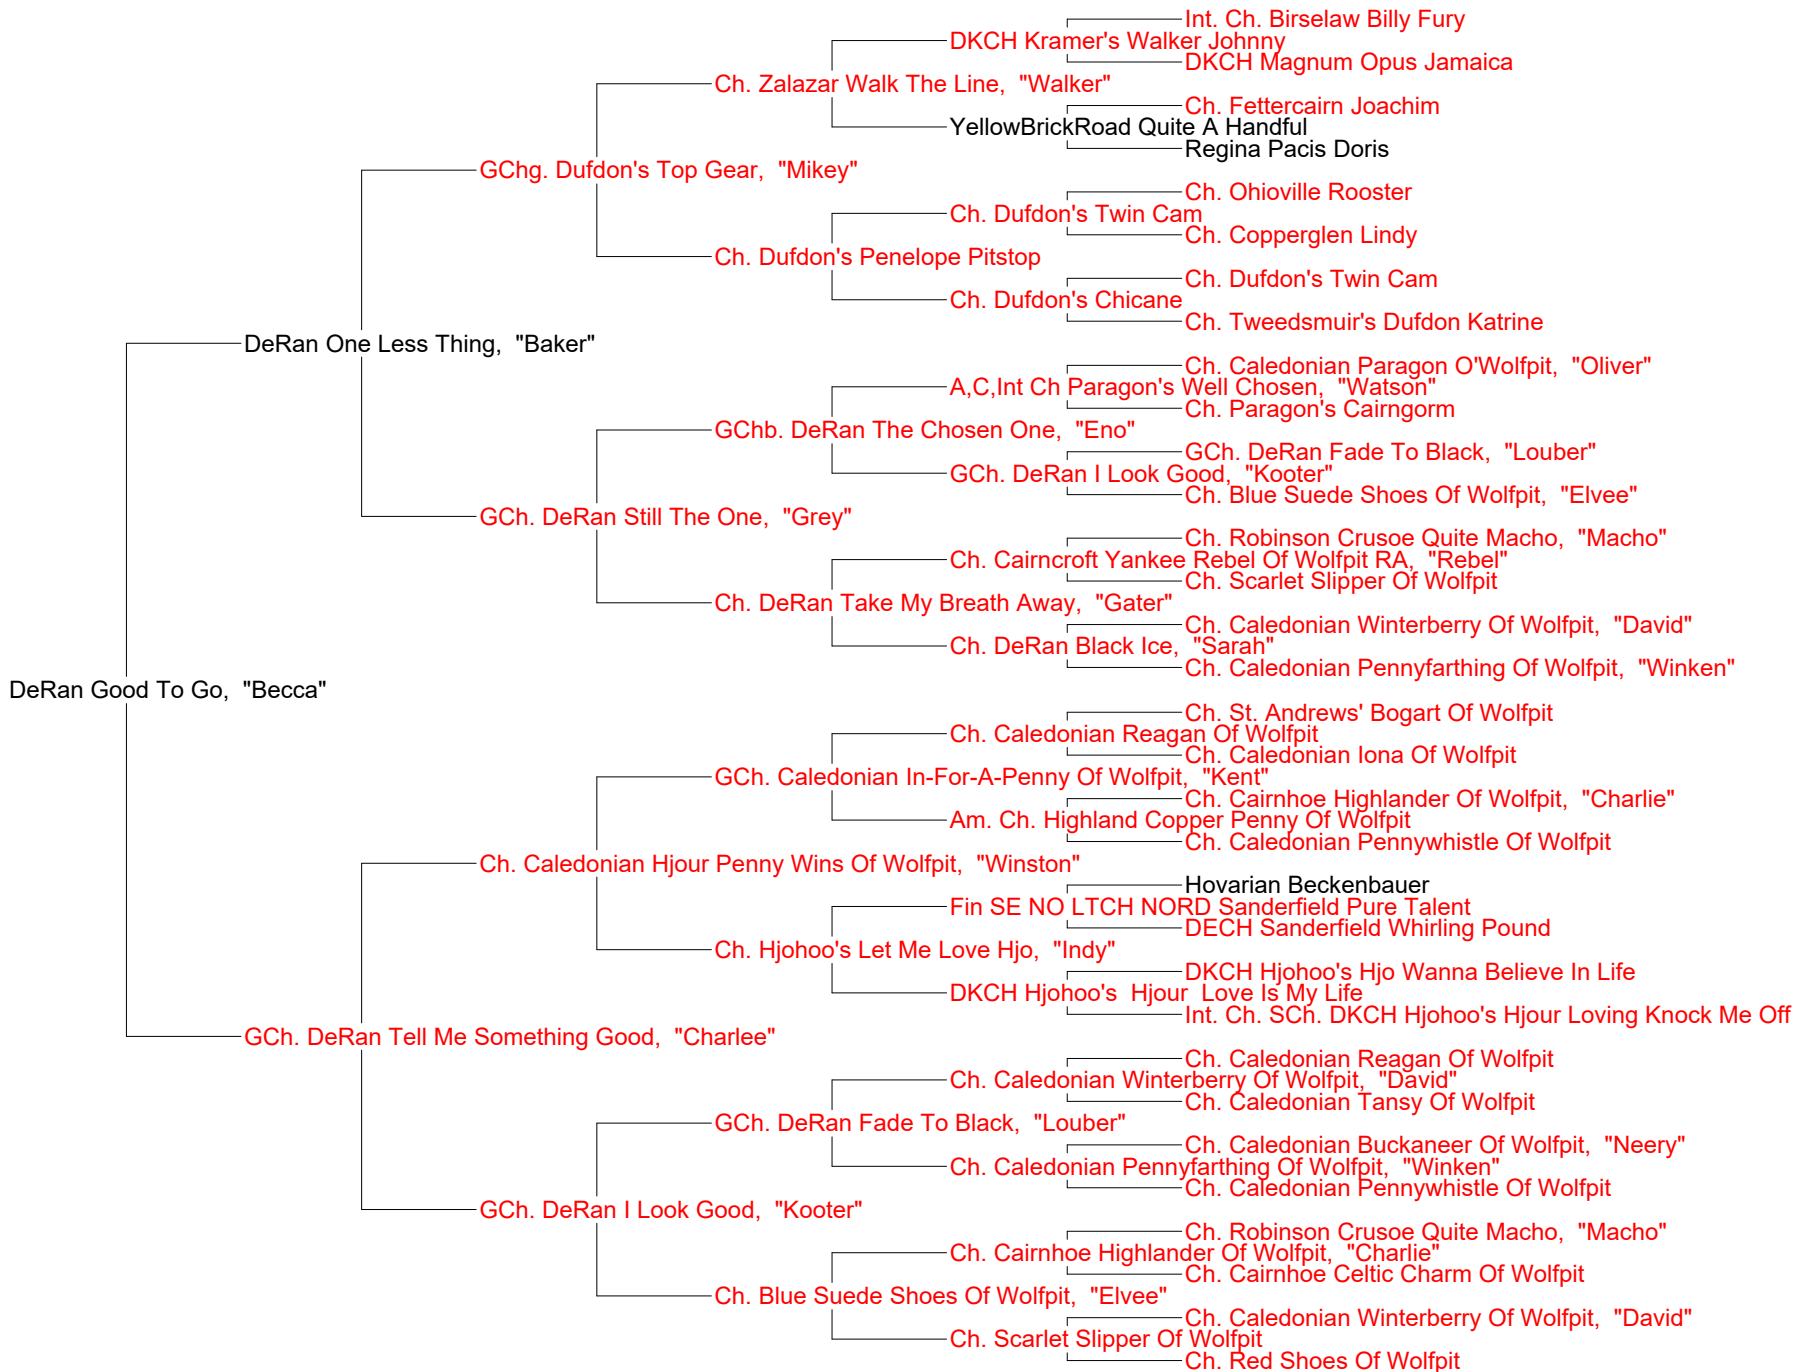 Int. Ch. Birselaw Billy Fury
DKCH Kramer's Walker Johnny
DKCH Magnum Opus Jamaica
Ch. Zalazar Walk The Line,  "Walker"
Ch. Fettercairn Joachim
YellowBrickRoad Quite A Handful
Regina Pacis Doris
GChg. Dufdon's Top Gear,  "Mikey"
Ch. Ohioville Rooster
Ch. Dufdon's Twin Cam
Ch. Copperglen Lindy
Ch. Dufdon's Penelope Pitstop
Ch. Dufdon's Twin Cam
Ch. Dufdon's Chicane
Ch. Tweedsmuir's Dufdon Katrine
DeRan One Less Thing,  "Baker"
Ch. Caledonian Paragon O'Wolfpit,  "Oliver"
A,C,Int Ch Paragon's Well Chosen,  "Watson"
Ch. Paragon's Cairngorm
GChb. DeRan The Chosen One,  "Eno"
GCh. DeRan Fade To Black,  "Louber"
GCh. DeRan I Look Good,  "Kooter"
Ch. Blue Suede Shoes Of Wolfpit,  "Elvee"
GCh. DeRan Still The One,  "Grey"
Ch. Robinson Crusoe Quite Macho,  "Macho"
Ch. Cairncroft Yankee Rebel Of Wolfpit RA,  "Rebel"
Ch. Scarlet Slipper Of Wolfpit
Ch. DeRan Take My Breath Away,  "Gater"
Ch. Caledonian Winterberry Of Wolfpit,  "David"
Ch. DeRan Black Ice,  "Sarah"
Ch. Caledonian Pennyfarthing Of Wolfpit,  "Winken"
DeRan Good To Go,  "Becca"
Ch. St. Andrews' Bogart Of Wolfpit
Ch. Caledonian Reagan Of Wolfpit
Ch. Caledonian Iona Of Wolfpit
GCh. Caledonian In-For-A-Penny Of Wolfpit,  "Kent"
Ch. Cairnhoe Highlander Of Wolfpit,  "Charlie"
Am. Ch. Highland Copper Penny Of Wolfpit
Ch. Caledonian Pennywhistle Of Wolfpit
Ch. Caledonian Hjour Penny Wins Of Wolfpit,  "Winston"
Hovarian Beckenbauer
Fin SE NO LTCH NORD Sanderfield Pure Talent
DECH Sanderfield Whirling Pound
Ch. Hjohoo's Let Me Love Hjo,  "Indy"
DKCH Hjohoo's Hjo Wanna Believe In Life
DKCH Hjohoo's  Hjour  Love Is My Life
Int. Ch. SCh. DKCH Hjohoo's Hjour Loving Knock Me Off
GCh. DeRan Tell Me Something Good,  "Charlee"
Ch. Caledonian Reagan Of Wolfpit
Ch. Caledonian Winterberry Of Wolfpit,  "David"
Ch. Caledonian Tansy Of Wolfpit
GCh. DeRan Fade To Black,  "Louber"
Ch. Caledonian Buckaneer Of Wolfpit,  "Neery"
Ch. Caledonian Pennyfarthing Of Wolfpit,  "Winken"
Ch. Caledonian Pennywhistle Of Wolfpit
GCh. DeRan I Look Good,  "Kooter"
Ch. Robinson Crusoe Quite Macho,  "Macho"
Ch. Cairnhoe Highlander Of Wolfpit,  "Charlie"
Ch. Cairnhoe Celtic Charm Of Wolfpit
Ch. Blue Suede Shoes Of Wolfpit,  "Elvee"
Ch. Caledonian Winterberry Of Wolfpit,  "David"
Ch. Scarlet Slipper Of Wolfpit
Ch. Red Shoes Of Wolfpit